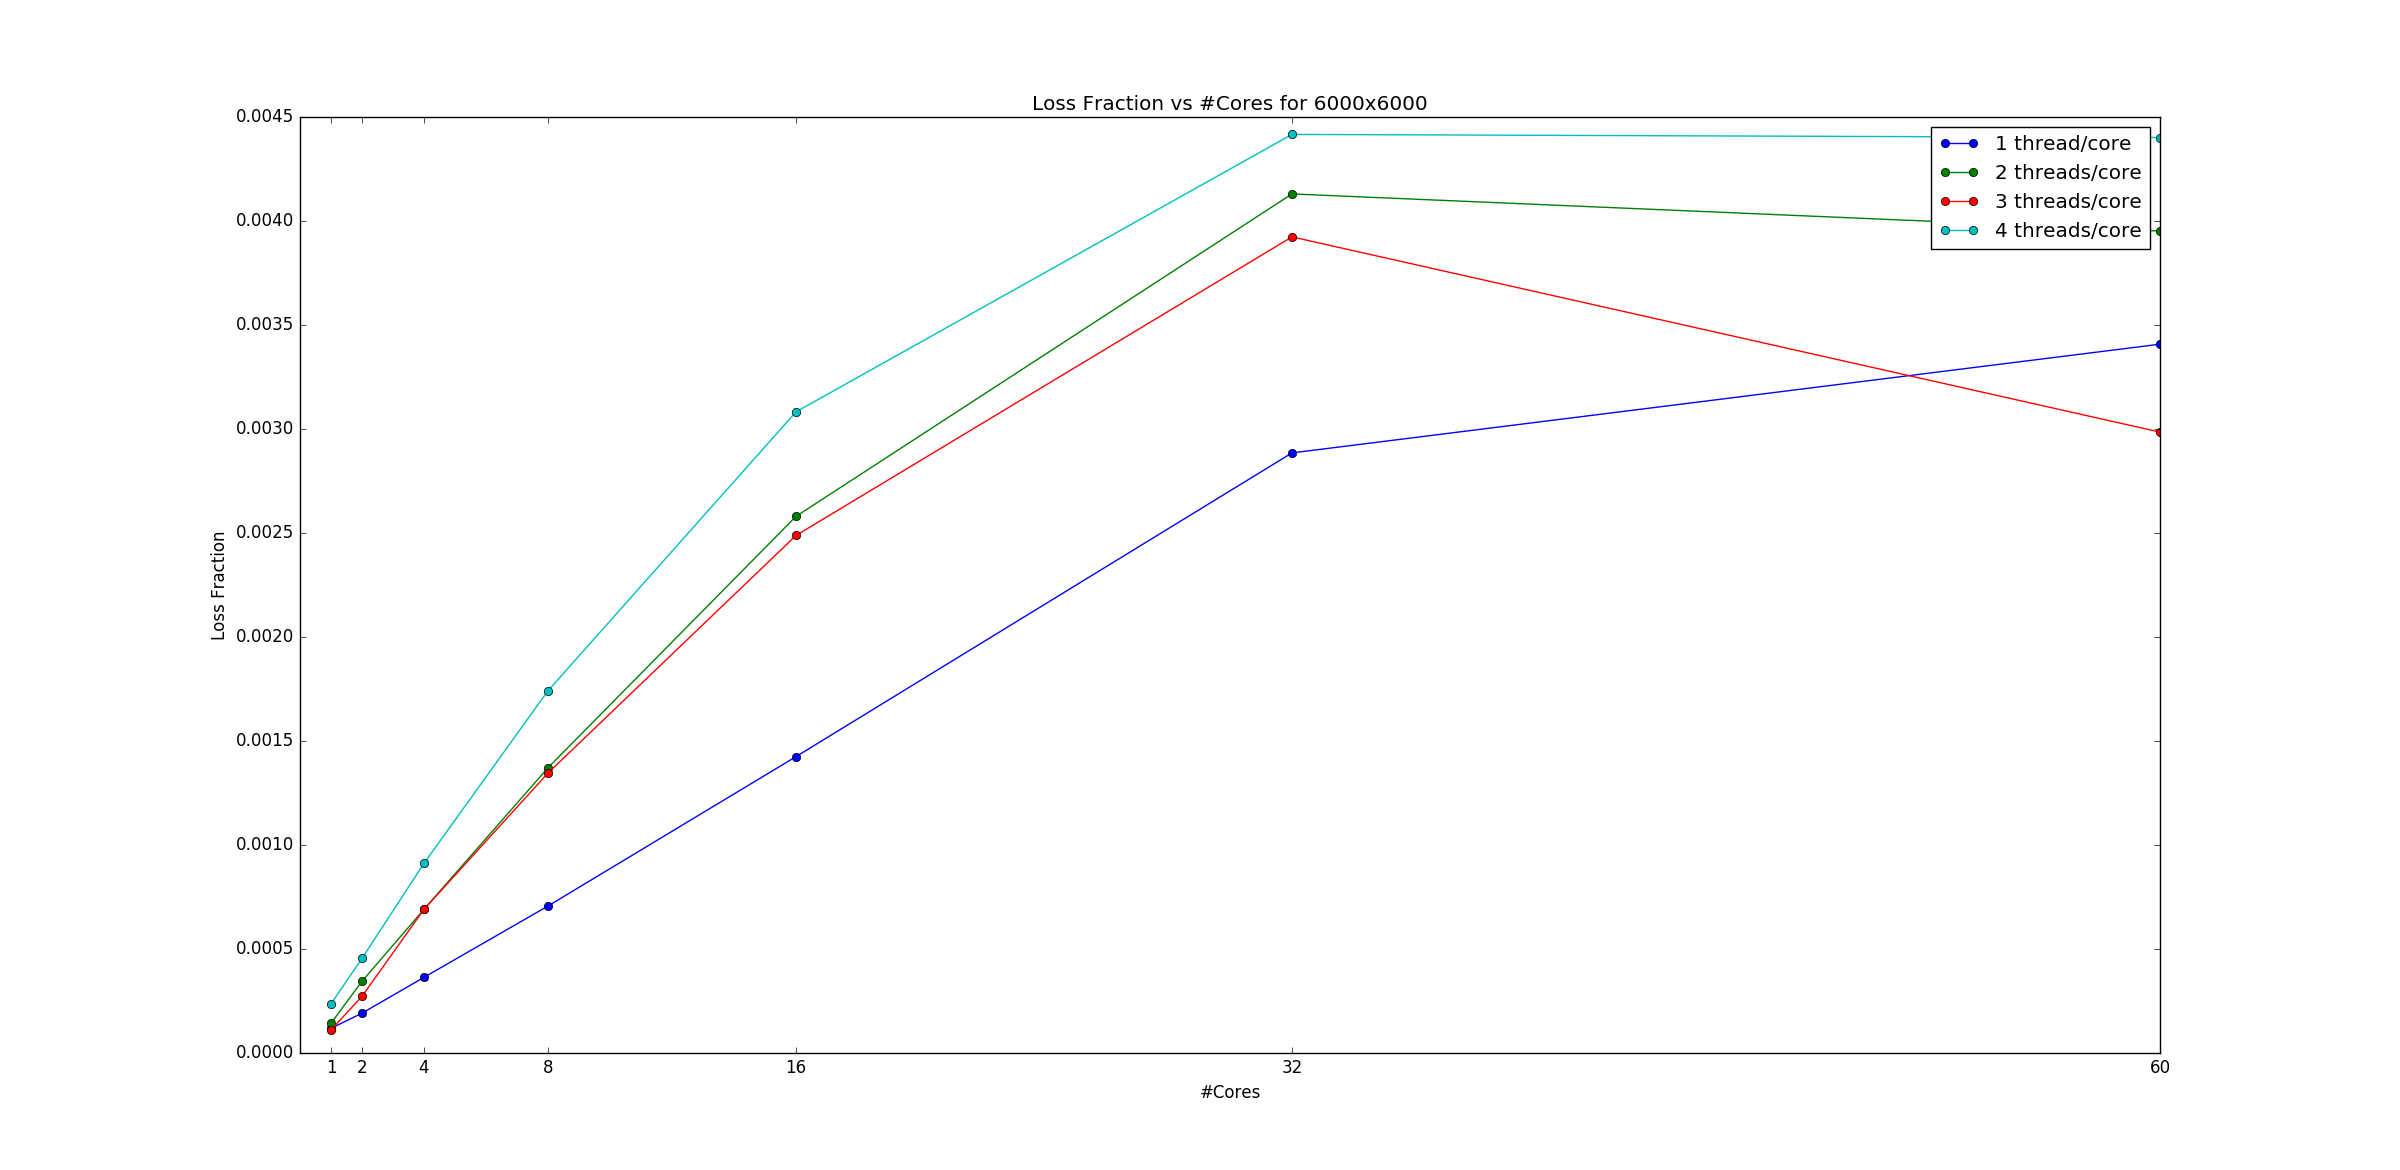 Loss Fraction vs #Cores for 6000x6000
0.0045
0.0040
0.0035
0.0030
0.0025
0.0020
0.0015
0.0010
0.0005
0.0000
Loss Fraction
1 thread/core
2 threads/core
3 threads/core
4 threads/core
1 2 4 8 16 32 60
#Cores